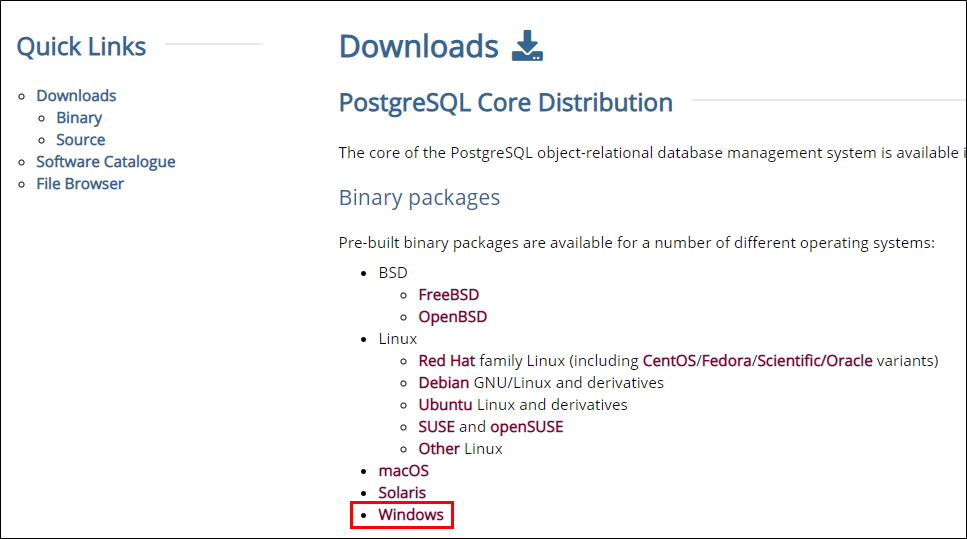 Quick Links
Downloads
Binary
Source
Software Catalogue
File Browser
Downloads
PostgreSQL Core Distribution
The core of the PostgreSQL object-relational database management system is available
Binary packages
Pre-built binary packages are available for a number of different operating systems:
BSD
FreeBSD
OpenBSD
Linux
Red Hat family Linux (including CentOS/Fedora/Scientific/Oracle variants)
Debian GNU/Linux and derivatives
Ubuntu Linux and derivatives
SUSE and openSUSE
Other Linux
macOS
Solaris
Windows